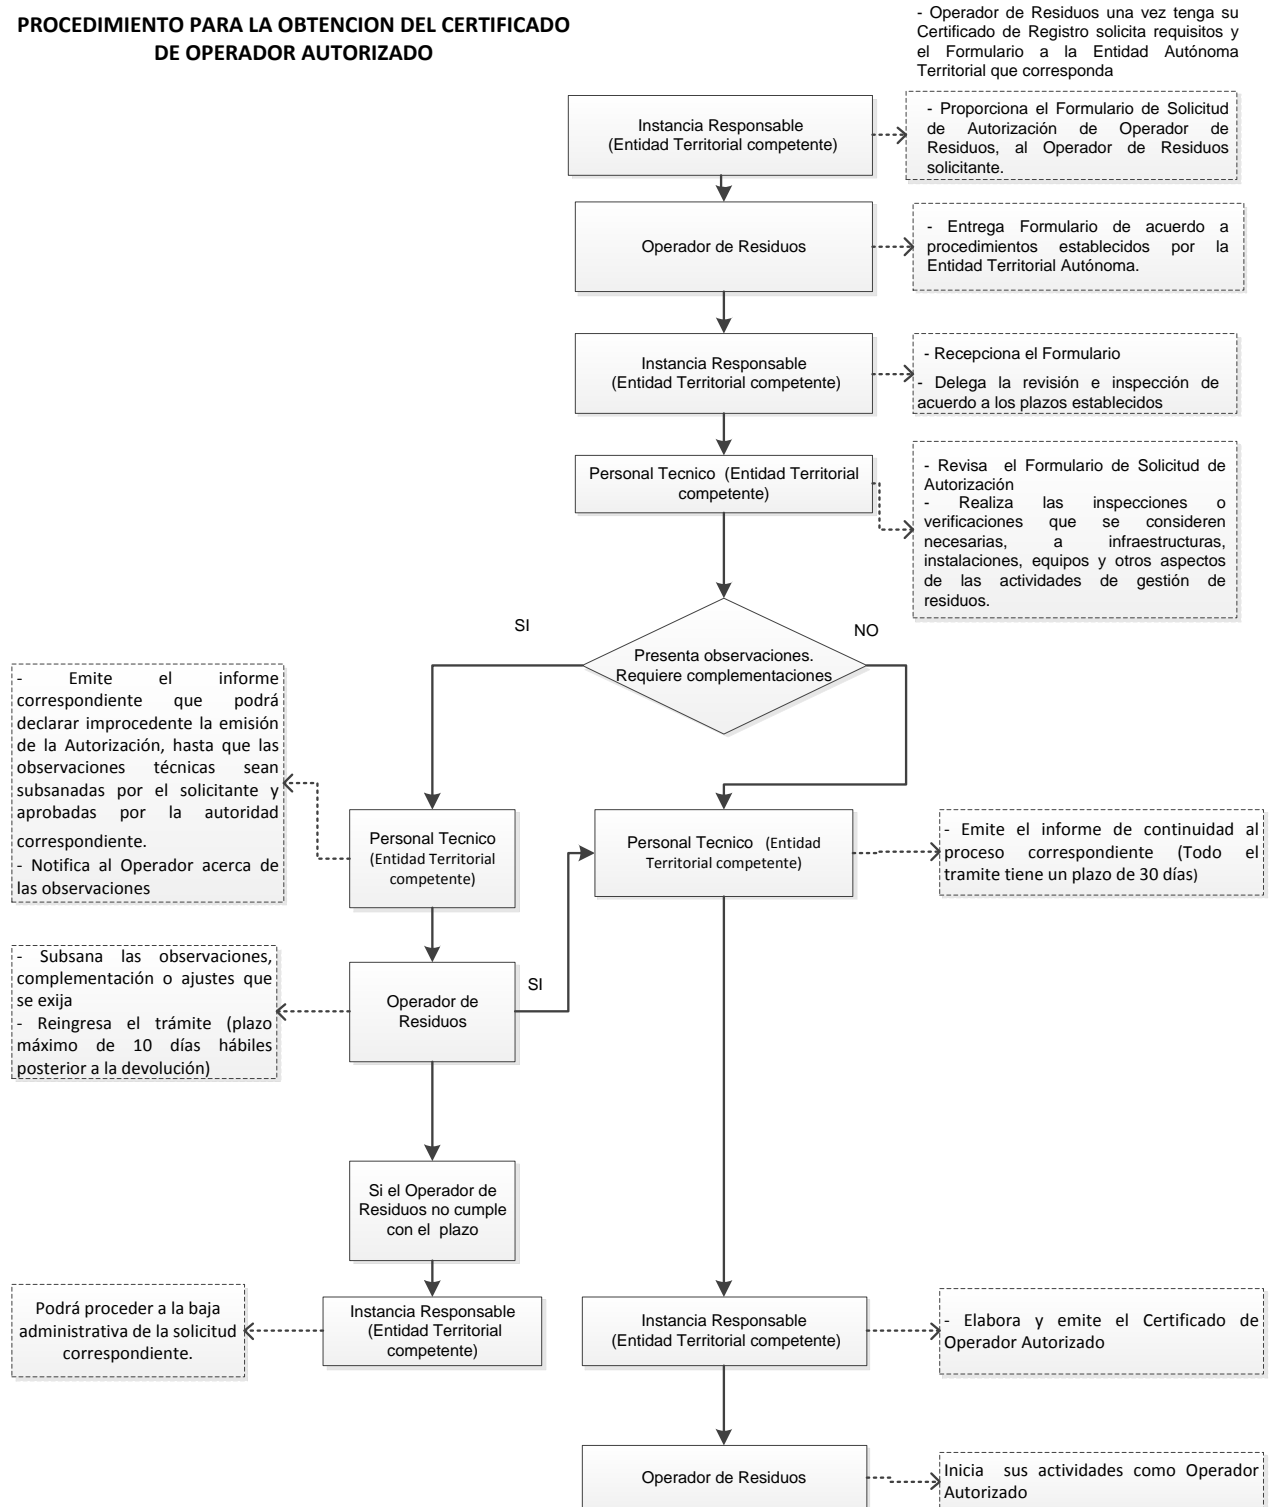 PROCEDIMIENTO PARA LA OBTENCION DEL CERTIFICADO
DE OPERADOR AUTORIZADO
- Operador de Residuos una vez tenga su
Certificado de Registro solicita requisitos y
el Formulario a la Entidad Autónoma
Territorial que corresponda
Instancia Responsable
(Entidad Territorial competente)
- Proporciona el Formulario de Solicitud
de Autorización de Operador de
Residuos, al Operador de Residuos
solicitante.
Operador de Residuos
- Entrega Formulario de acuerdo a
procedimientos establecidos por la
Entidad Territorial Autónoma.
Instancia Responsable
(Entidad Territorial competente)
- Recepciona el Formulario
- Delega la revisión e inspección de
acuerdo a los plazos establecidos
Personal Tecnico (Entidad Territorial
competente)
- Revisa el Formulario de Solicitud de
Autorización
- Realiza las inspecciones o
verificaciones que se consideren
necesarias, a infraestructuras,
instalaciones, equipos y otros aspectos
de las actividades de gestión de
residuos.
SI
NO
Presenta observaciones.
Requiere complementaciones
- Emite el informe
correspondiente que podrá
declarar improcedente la emisión
de la Autorización, hasta que las
observaciones técnicas sean
subsanadas por el solicitante y
aprobadas por la autoridad
correspondiente.
- Notifica al Operador acerca de
las observaciones
Personal Tecnico
(Entidad Territorial
competente)
Personal Tecnico (Entidad
Territorial competente)
- Emite el informe de continuidad al
proceso correspondiente (Todo el
tramite tiene un plazo de 30 días)
- Subsana las observaciones,
complementación o ajustes que
se exija
- Reingresa el trámite (plazo
máximo de 10 días hábiles
posterior a la devolución)
Operador de
Residuos
SI
Si el Operador de
Residuos no cumple
con el plazo
Podrá proceder a la baja
administrativa de la solicitud
correspondiente.
Instancia Responsable
(Entidad Territorial
competente)
Instancia Responsable
(Entidad Territorial competente)
- Elabora y emite el Certificado de
Operador Autorizado
Operador de Residuos
Inicia sus actividades como Operador
Autorizado